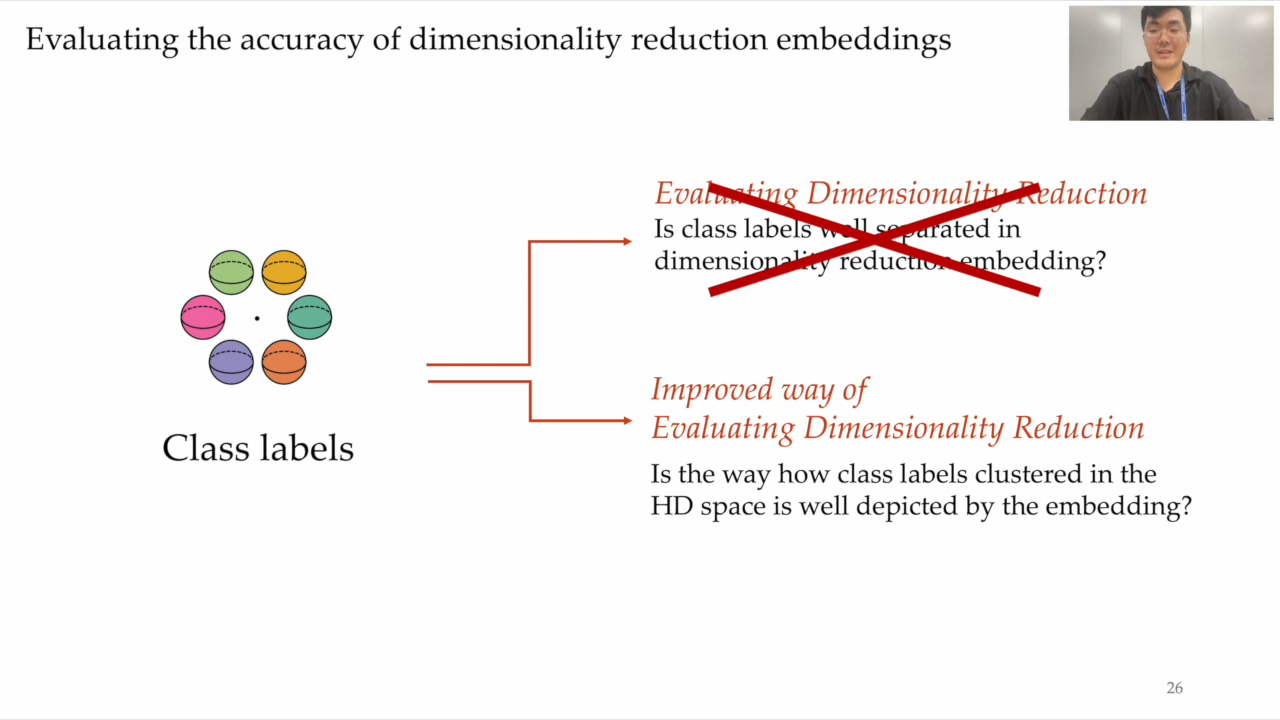 Evaluating the accuracy of dimensionality reduction embeddings
Evaluating Dimensionality Reduction
Is class labels well separated in
dimensionality reduction embedding?
Class labels
Improved way of
Evaluating Dimensionality Reduction
Is the way how class labels clustered in the
HD space is well depicted by the embedding?
26